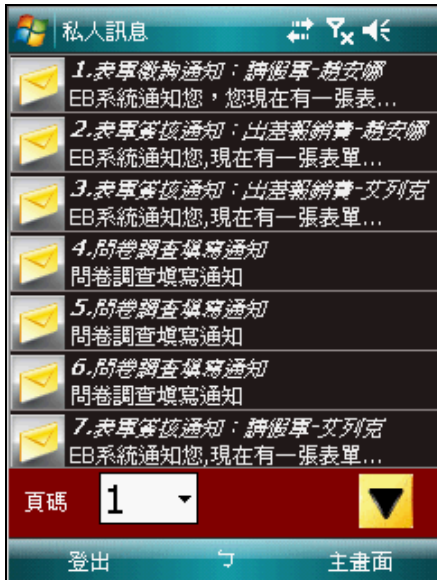 私人訊息
1.表單徵詢通知：請假單-趙安娜
EB系統通知您，您現在有一張表...
2.表單簽核通知：出差報銷費-趙安娜
EB系統通知您,現在有一張表單...
3.表單簽核通知：出差報銷費-艾列克
EB系統通知您,現在有一張表單...
4.問卷調查填寫通知
問卷調查填寫通知
5.問卷調查填寫通知
問卷調查填寫通知
6.問卷調查填寫通知
問卷調查填寫通知
7.表單簽核通知：請假單-艾列克
EB系統通知您,現在有一張表單...
頁碼 1
登出 ㄅ 主畫面